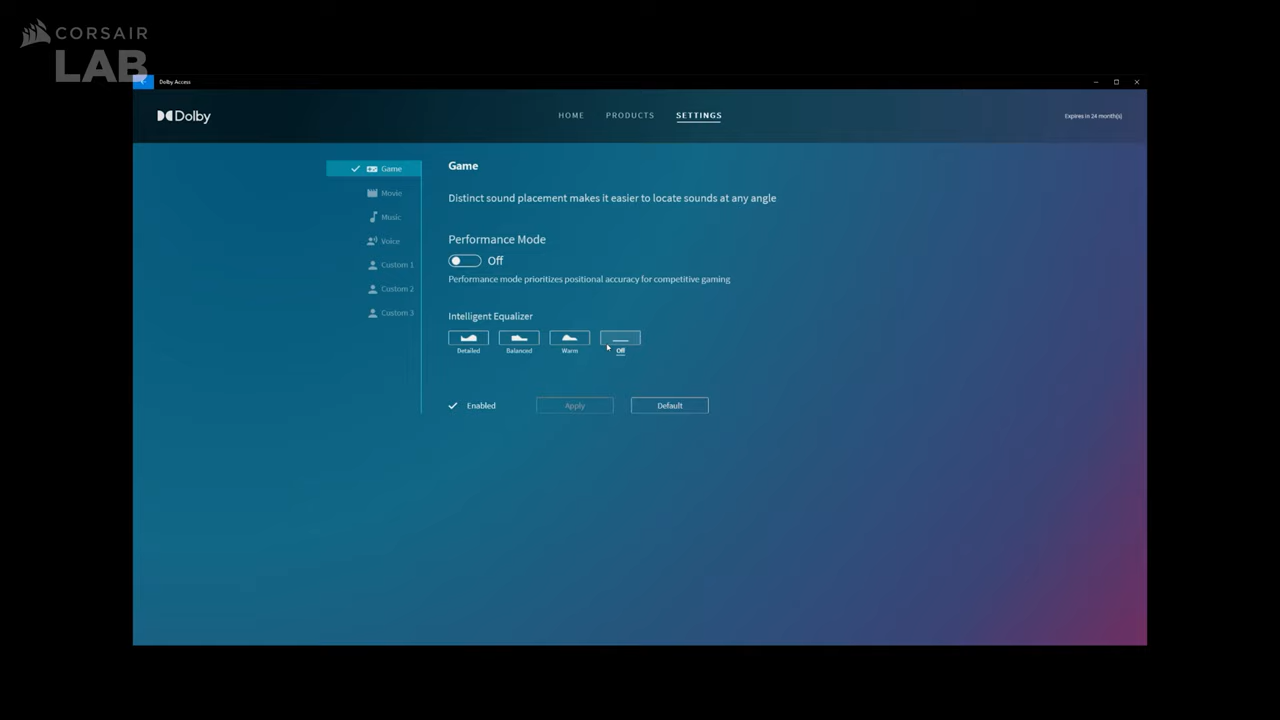 CORSAIR
LAB
Dolby Access
Dolby
HOME
PRODUCTS
SETTINGS
Expires in 24 month(s)
Game
Movie
Music
Voice
Custom 1
Custom 2
Custom 3
Game
Distinct sound placement makes it easier to locate sounds at any angle
Performance Mode
Off
Performance mode prioritizes positional accuracy for competitive gaming
Intelligent Equalizer
Detailed
Balanced
Warm
Off
Enabled
Apply
Default